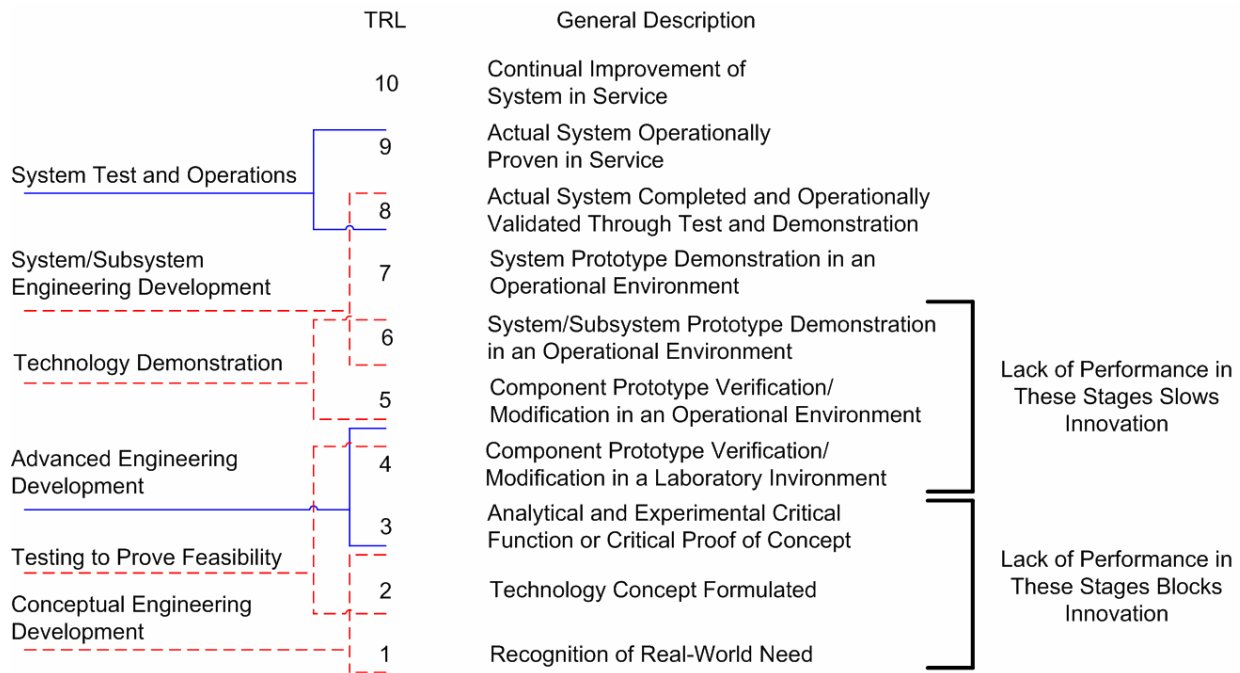 TRL General Description
10 Continual Improvement of
System in Service
9 Actual System Operationally
Proven in Service
System Test and Operations
8 Actual System Completed and Operationally
Validated Through Test and Demonstration
System/Subsystem
Engineering Development
7 System Prototype Demonstration in an
Operational Environment
6 System/Subsystem Prototype Demonstration
in an Operational Environment
Technology Demonstration
5 Component Prototype Verification/
Modification in an Operational Environment
Lack of Performance in
These Stages Slows
Innovation
Advanced Engineering
Development
4 Component Prototype Verification/
Modification in a Laboratory Invironment
3 Analytical and Experimental Critical
Function or Critical Proof of Concept
Testing to Prove Feasibility
2 Technology Concept Formulated
Lack of Performance in
These Stages Blocks
Innovation
Conceptual Engineering
Development
1 Recognition of Real-World Need